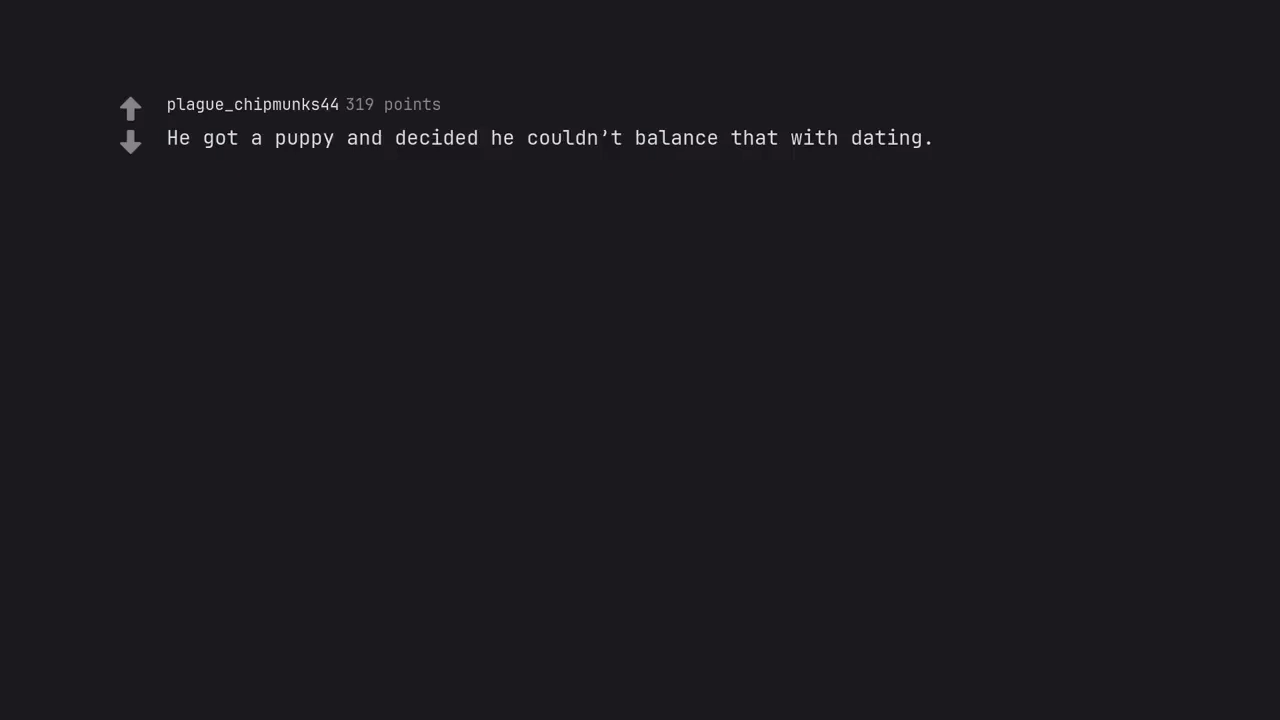 plague_chipmunks44 319 points
He got a puppy and decided he couldn’t balance that with dating.